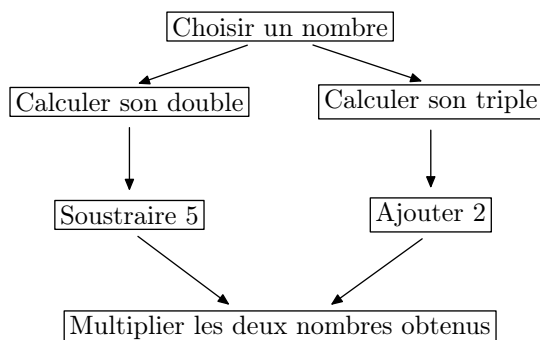 Choisir un nombre
Calculer son double
Calculer son triple
Soustraire 5
Ajouter 2
Multiplier les deux nombres obtenus